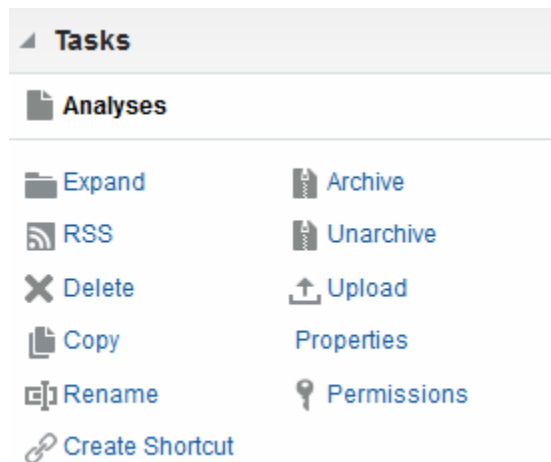 Tasks
Analyses
Expand Archive
RSS Unarchive
Delete Upload
Copy Properties
Rename Permissions
Create Shortcut